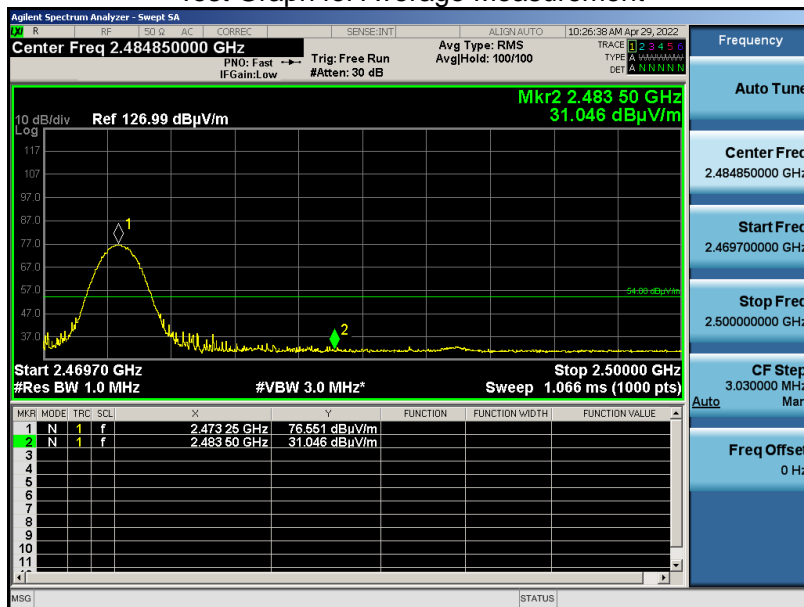 Test Graph for Average Measurement
Agilent Spectrum Analyzer - Swept SA
LXI R RF 50 Ω AC CORREC SENSE:INT ALIGN AUTO 10:26:38 AM Apr 29, 2022
Center Freq 2.484850000 GHz
PNO: Fast
IFGain:Low
Trig: Free Run
#Atten: 30 dB
Avg Type: RMS
Avg|Hold: 100/100
TRACE 1 2 3 4 5 6
TYPE A
DET A N N N N N
Mkr2 2.483 50 GHz
31.046 dBµV/m
10 dB/div Ref 126.99 dBµV/m
Log
117
107
97.0
87.0
77.0
67.0
57.0
47.0
37.0
1
2
54.00 dBµV/m
Start 2.46970 GHz Stop 2.50000 GHz
#Res BW 1.0 MHz #VBW 3.0 MHz* Sweep 1.066 ms (1000 pts)
MKR MODE TRC SCL X Y FUNCTION FUNCTION WIDTH FUNCTION VALUE
1 N 1 f 2.473 25 GHz 76.551 dBµV/m
2 N 1 f 2.483 50 GHz 31.046 dBµV/m
3
4
5
6
7
8
9
10
11
MSG STATUS
Frequency
Auto Tune
Center Freq
2.484850000 GHz
Start Freq
2.469700000 GHz
Stop Freq
2.500000000 GHz
CF Step
3.030000 MHz
Auto Man
Freq Offset
0 Hz